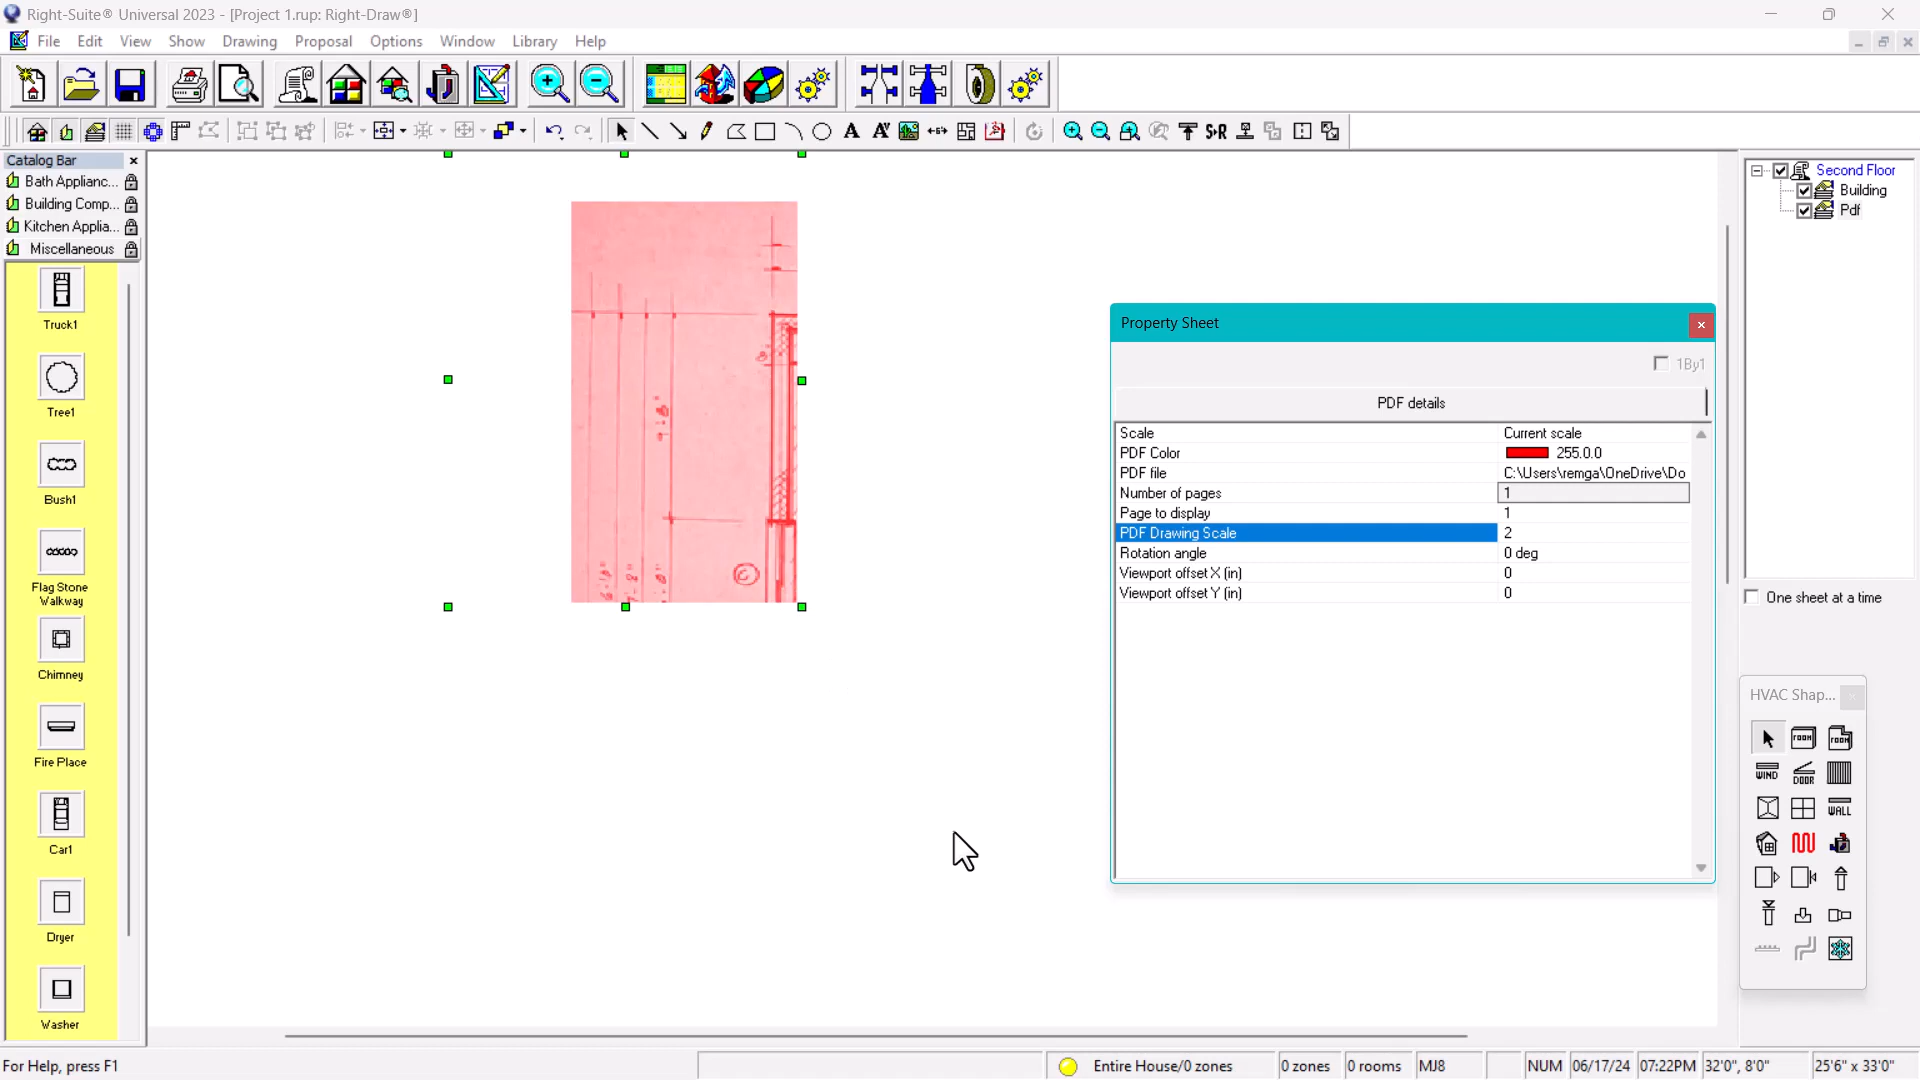 Right-Suite® Universal 2023 - [Project 1.rup: Right-Draw®]
File Edit View Show Drawing Proposal Options Window Library Help
Catalog Bar
Bath Applianc...
Building Comp...
Kitchen Applia...
Miscellaneous
Truck1
Tree1
Bush1
Flag Stone
Walkway
Chimney
Fire Place
Car1
Dryer
Washer
Property Sheet
1By1
PDF details
Scale Current scale
PDF Color 255.0.0
PDF file C:\Users\remga\OneDrive\Do
Number of pages 1
Page to display 1
PDF Drawing Scale 2
Rotation angle 0 deg
Viewport offset X (in) 0
Viewport offset Y (in) 0
Second Floor
Building
Pdf
One sheet at a time
HVAC Shap...
ROOM ROOM
WIND DOOR
WALL
For Help, press F1 Entire House/0 zones 0 zones 0 rooms MJ8 NUM 06/17/24 07:22PM 32'0", 8'0" 25'6" x 33'0"